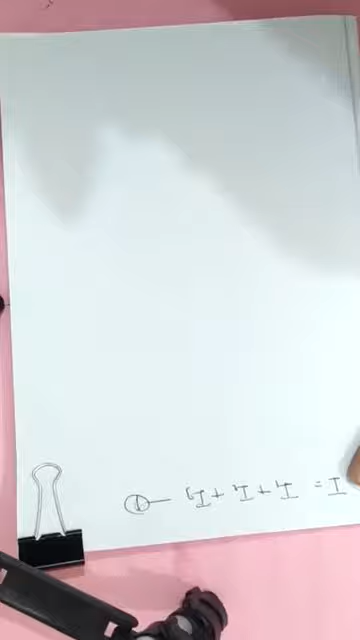 I = I₁ + I₂ + I₃ — ①